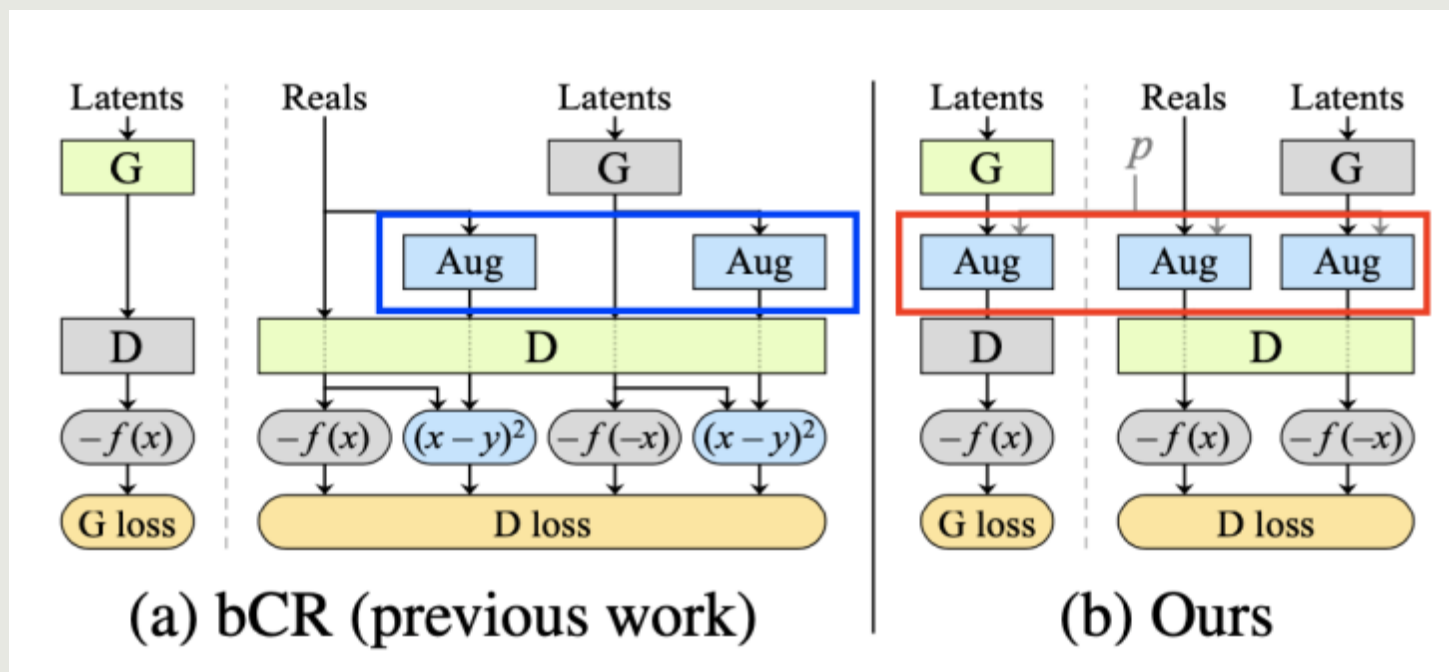 Latents Reals Latents Latents Reals Latents
p
G G G G
Aug Aug Aug Aug Aug
D D D D
−f(x) −f(x) (x − y)² −f(−x) (x − y)² −f(x) −f(x) −f(−x)
G loss D loss G loss D loss
(a) bCR (previous work) (b) Ours